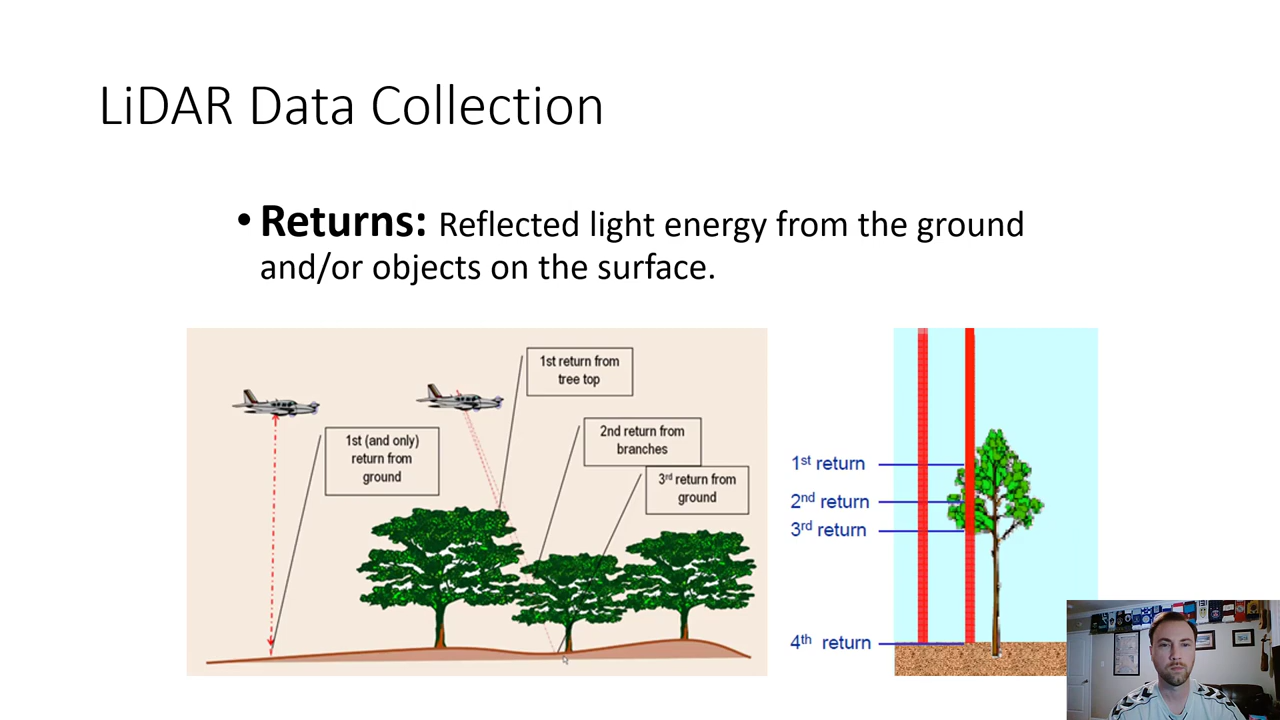 LiDAR Data Collection
• Returns: Reflected light energy from the ground
and/or objects on the surface.
1st return from
tree top
1st (and only)
return from
ground
2nd return from
branches
3rd return from
ground
1st return
2nd return
3rd return
4th return